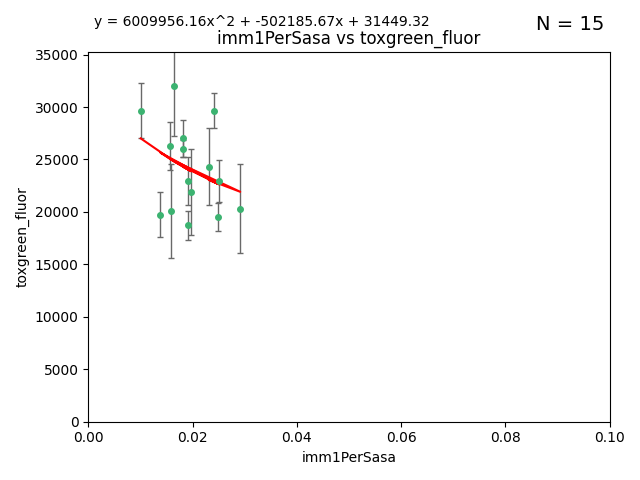 y = 6009956.16x^2 + -502185.67x + 31449.32
N = 15
imm1PerSasa vs toxgreen_fluor
35000
30000
25000
20000
15000
10000
5000
0
toxgreen_fluor
0.00 0.02 0.04 0.06 0.08 0.10
imm1PerSasa